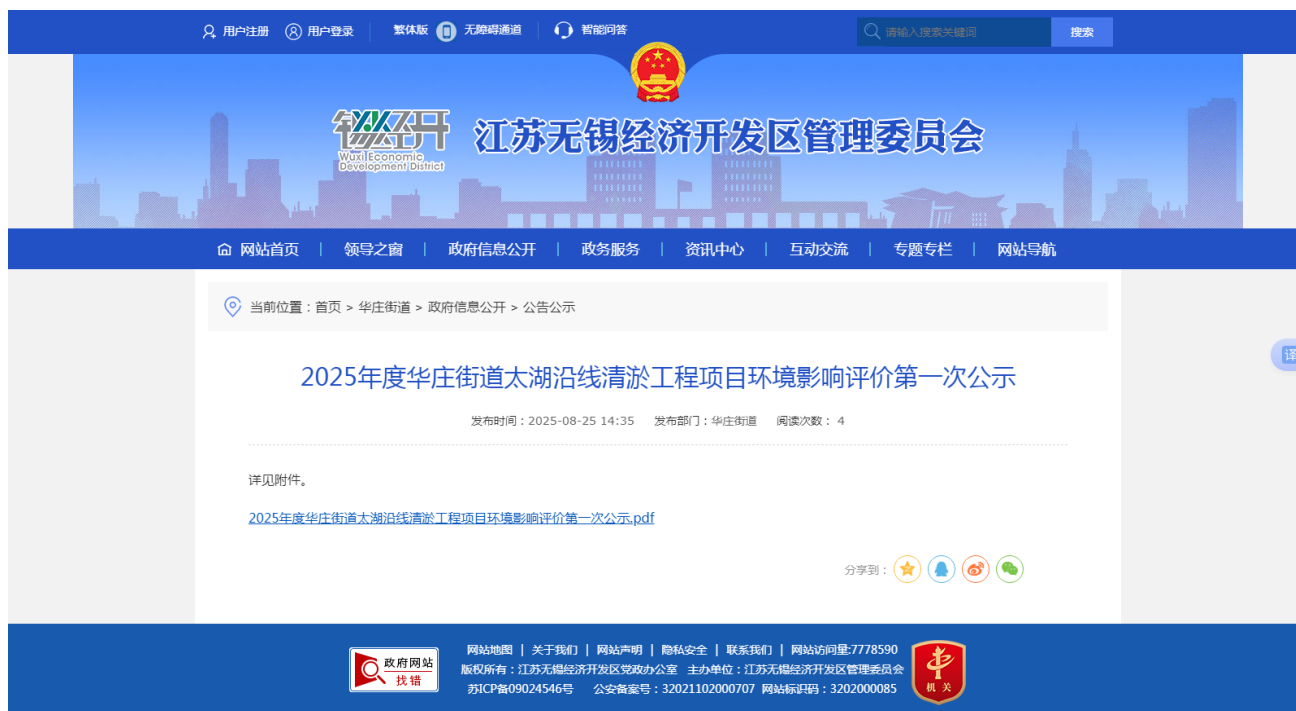 用户注册 用户登录 繁体版 无障碍通道 智能问答 请输入搜索关键词 搜索
Wuxi Economic
Development District
江苏无锡经济开发区管理委员会
网站首页 | 领导之窗 | 政府信息公开 | 政务服务 | 资讯中心 | 互动交流 | 专题专栏 | 网站导航
当前位置：首页 > 华庄街道 > 政府信息公开 > 公告公示
2025年度华庄街道太湖沿线清淤工程项目环境影响评价第一次公示
发布时间：2025-08-25 14:35 发布部门：华庄街道 阅读次数： 4
详见附件。
2025年度华庄街道太湖沿线清淤工程项目环境影响评价第一次公示.pdf
分享到：
译
政府网站
找错
网站地图 | 关于我们 | 网站声明 | 隐私安全 | 联系我们 | 网站访问量:7778590
版权所有：江苏无锡经济开发区党政办公室 主办单位：江苏无锡经济开发区管理委员会
苏ICP备09024546号 公安备案号：32021102000707 网站标识码：3202000085
机关